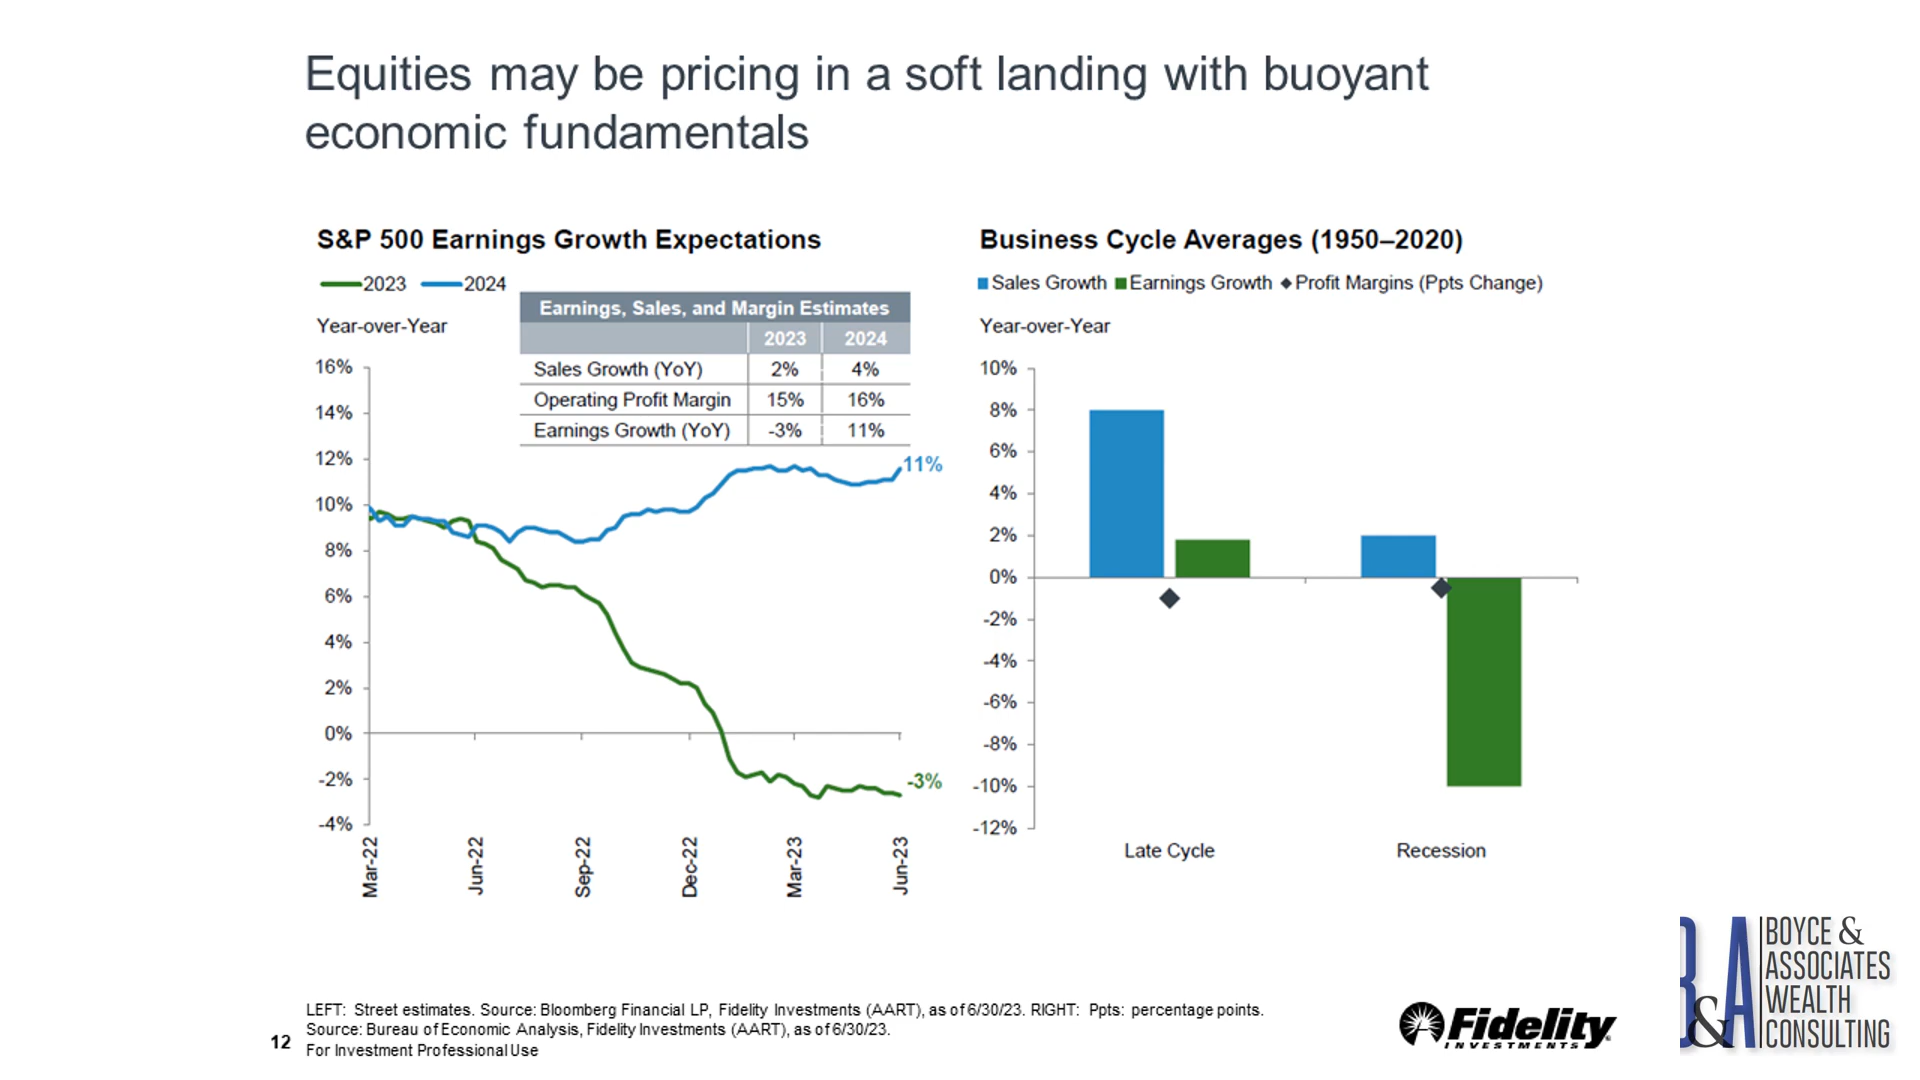 Equities may be pricing in a soft landing with buoyant
economic fundamentals
S&P 500 Earnings Growth Expectations
2023 2024
Year-over-Year
Earnings, Sales, and Margin Estimates
2023 2024
Sales Growth (YoY) 2% 4%
Operating Profit Margin 15% 16%
Earnings Growth (YoY) -3% 11%
16%
14%
12%
10%
8%
6%
4%
2%
0%
-2%
-4%
11%
-3%
Mar-22
Jun-22
Sep-22
Dec-22
Mar-23
Jun-23
Business Cycle Averages (1950–2020)
Sales Growth Earnings Growth Profit Margins (Ppts Change)
Year-over-Year
10%
8%
6%
4%
2%
0%
-2%
-4%
-6%
-8%
-10%
-12%
Late Cycle Recession
LEFT: Street estimates. Source: Bloomberg Financial LP, Fidelity Investments (AART), as of 6/30/23. RIGHT: Ppts: percentage points.
Source: Bureau of Economic Analysis, Fidelity Investments (AART), as of 6/30/23.
For Investment Professional Use
12
Fidelity
INVESTMENTS
B&A
BOYCE &
ASSOCIATES
WEALTH
CONSULTING